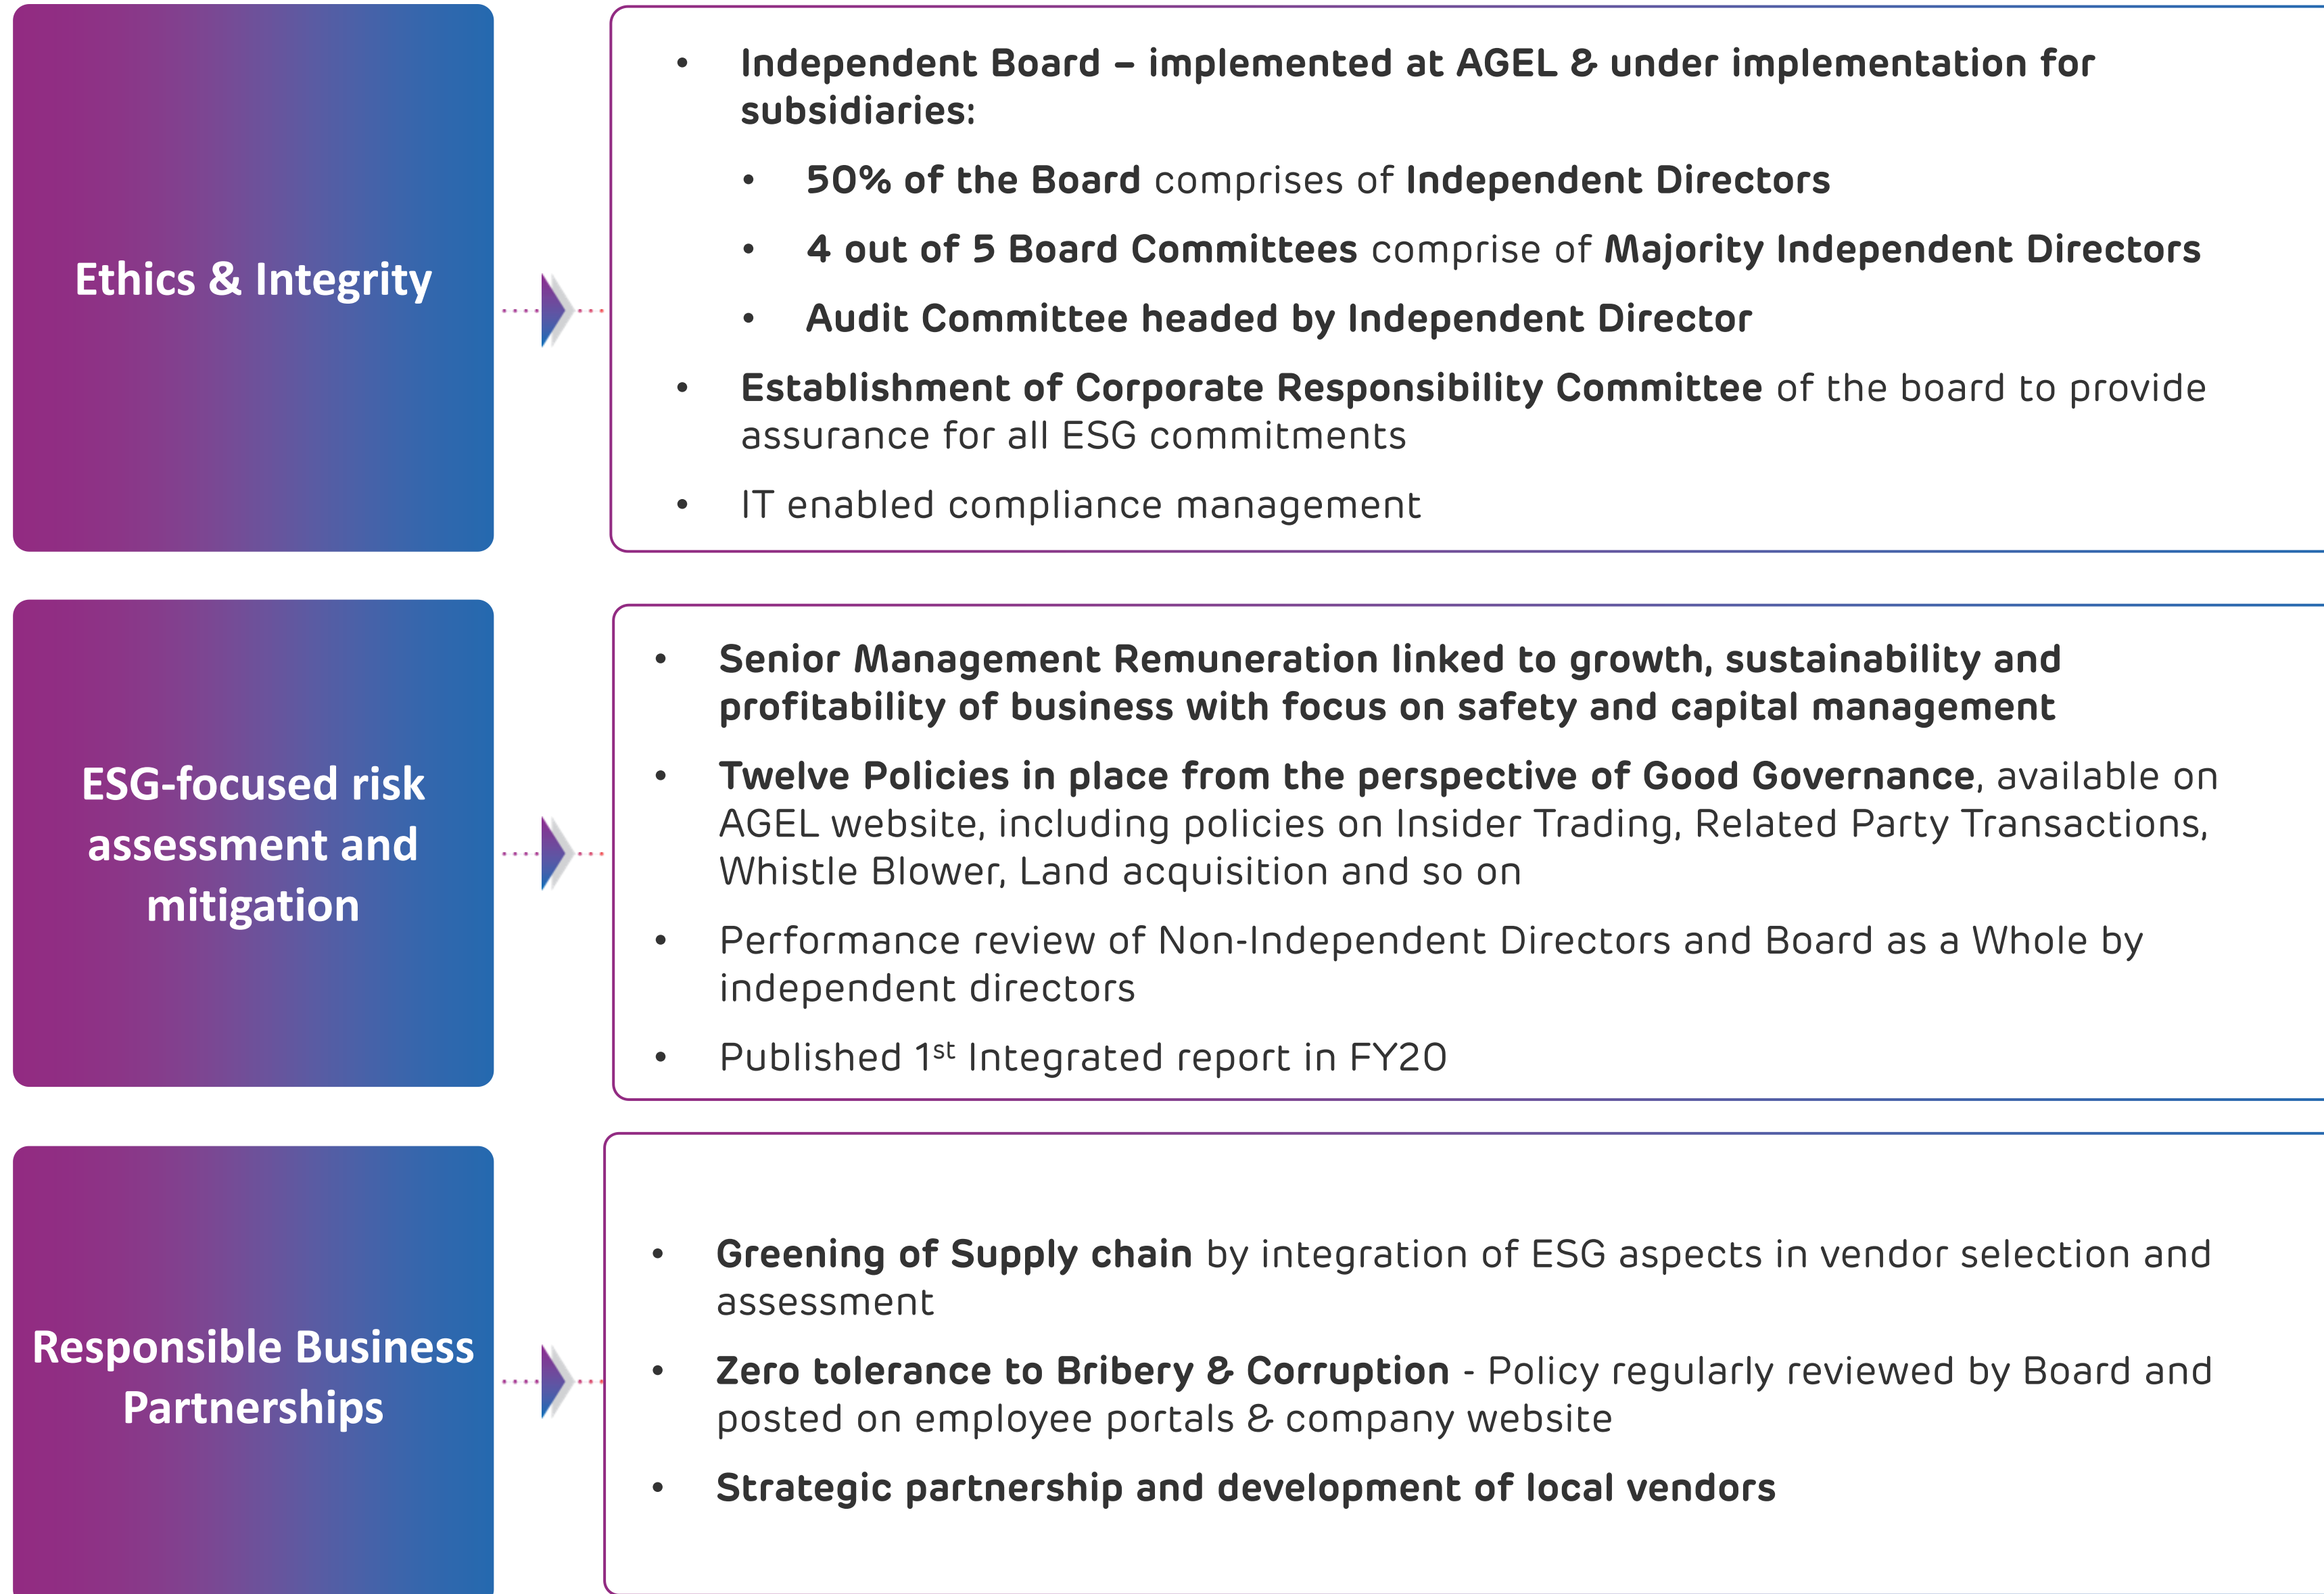 Ethics & Integrity
• Independent Board – implemented at AGEL & under implementation for
subsidiaries:
• 50% of the Board comprises of Independent Directors
• 4 out of 5 Board Committees comprise of Majority Independent Directors
• Audit Committee headed by Independent Director
• Establishment of Corporate Responsibility Committee of the board to provide
assurance for all ESG commitments
• IT enabled compliance management
ESG-focused risk
assessment and
mitigation
• Senior Management Remuneration linked to growth, sustainability and
profitability of business with focus on safety and capital management
• Twelve Policies in place from the perspective of Good Governance, available on
AGEL website, including policies on Insider Trading, Related Party Transactions,
Whistle Blower, Land acquisition and so on
• Performance review of Non-Independent Directors and Board as a Whole by
independent directors
• Published 1st Integrated report in FY20
Responsible Business
Partnerships
• Greening of Supply chain by integration of ESG aspects in vendor selection and
assessment
• Zero tolerance to Bribery & Corruption - Policy regularly reviewed by Board and
posted on employee portals & company website
• Strategic partnership and development of local vendors